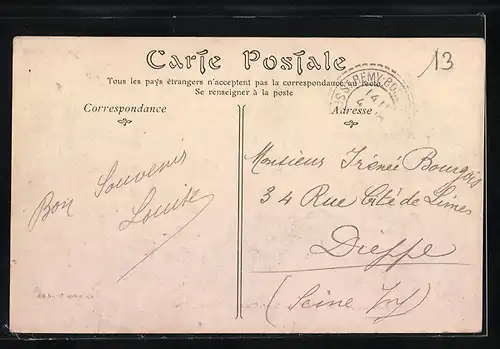 Carte Postale
13
Tous les pays étrangers n'acceptent pas la correspondance au recto.
Se renseigner à la poste
Correspondance
Adresse
Bon Souvenir
Louise
Monsieur Irénée Bourgois
34 Rue Cité de Limes
Dieppe
(Seine Inf)